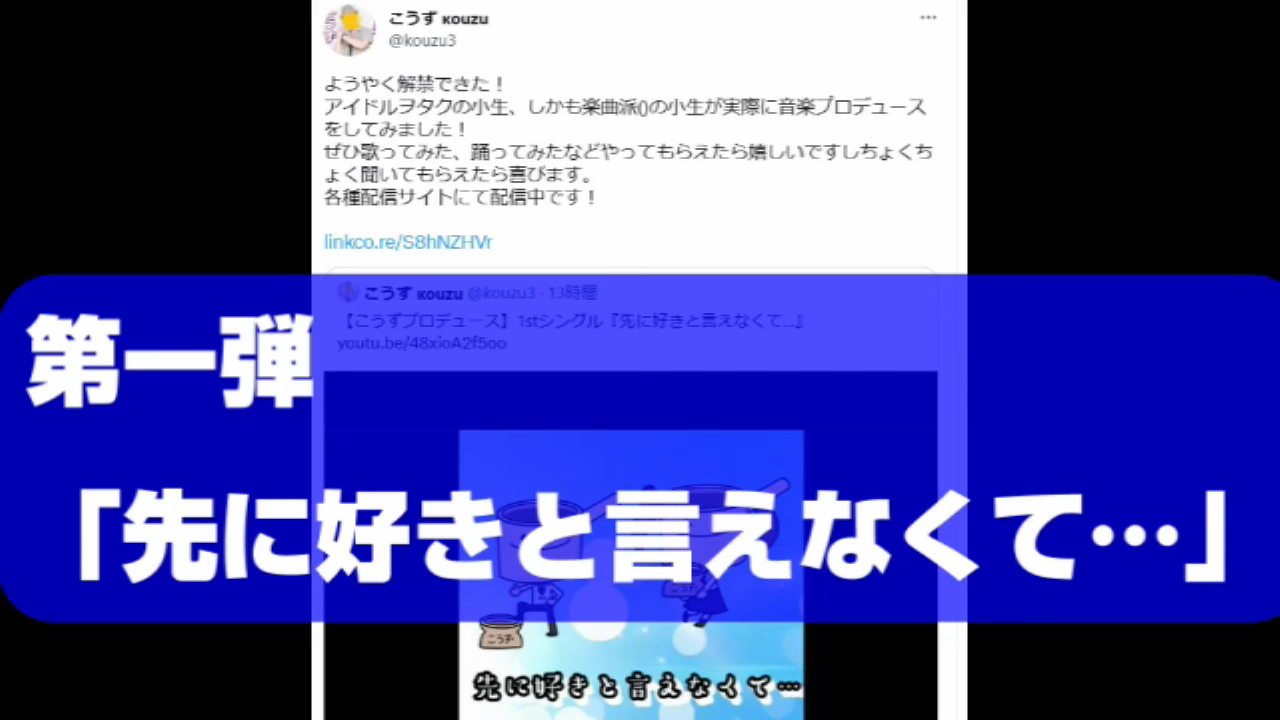 こうず kouzu
@kouzu3
ようやく解禁できた！
アイドルヲタクの小生、しかも楽曲派()の小生が実際に音楽プロデュース
をしてみました！
ぜひ歌ってみた、踊ってみたなどやってもらえたら嬉しいですしちょくち
ょく聞いてもらえたら喜びます。
各種配信サイトにて配信中です！
linkco.re/S8hNZHVr
こうず kouzu @kouzu3・13時間
【こうずプロデュース】1stシングル『先に好きと言えなくて...』
youtu.be/48xioA2f5oo
第一弾
「先に好きと言えなくて…」
こうず
こうず
先に好きと言えなくて…